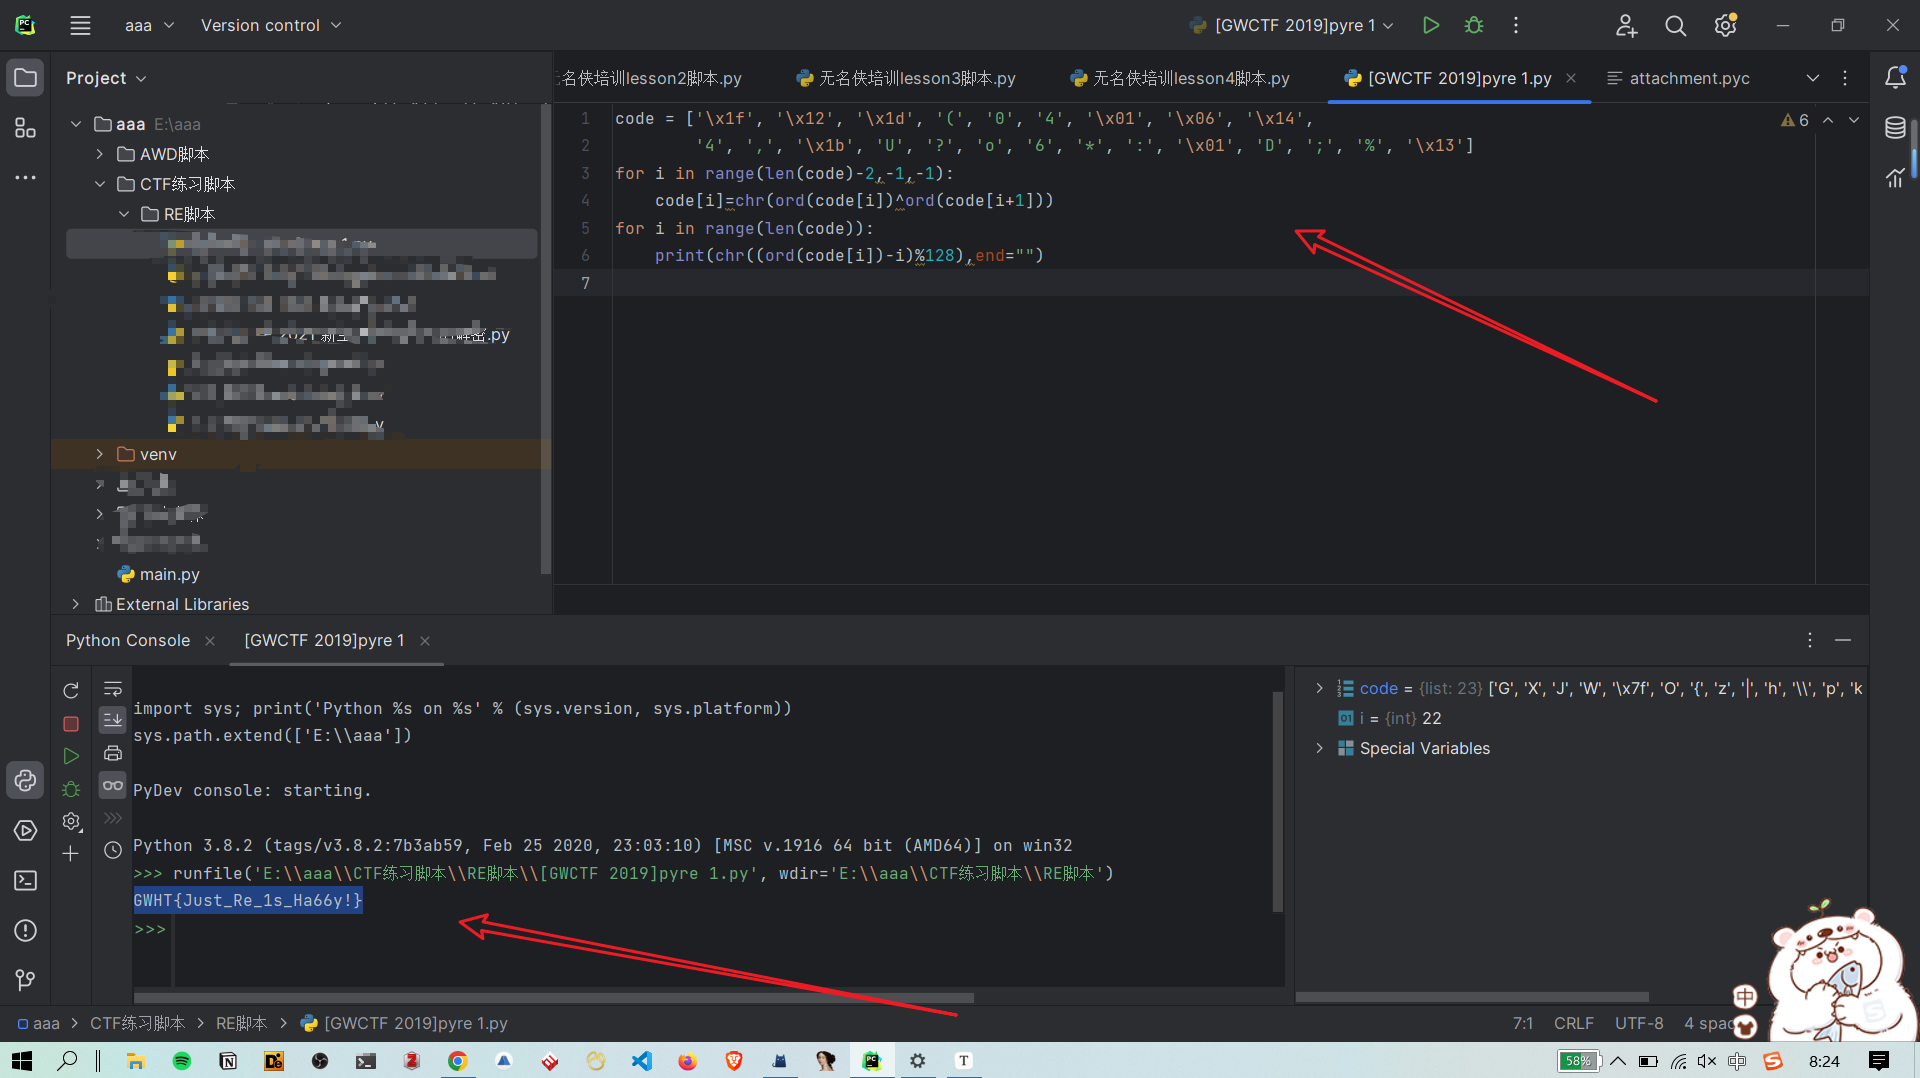 aaa
Version control
[GWCTF 2019]pyre 1
Project
名侠培训lesson2脚本.py
无名侠培训lesson3脚本.py
无名侠培训lesson4脚本.py
[GWCTF 2019]pyre 1.py
attachment.pyc
aaa E:\aaa
AWD脚本
CTF练习脚本
RE脚本
.py
venv
main.py
External Libraries
1 code = ['\x1f', '\x12', '\x1d', '(', '0', '4', '\x01', '\x06', '\x14',
2 '4', ',', '\x1b', 'U', '?', 'o', '6', '*', ':', '\x01', 'D', ';', '%', '\x13']
3 for i in range(len(code)-2,-1,-1):
4 code[i]=chr(ord(code[i])^ord(code[i+1]))
5 for i in range(len(code)):
6 print(chr((ord(code[i])-i)%128),end="")
7
6
Python Console
[GWCTF 2019]pyre 1
import sys; print('Python %s on %s' % (sys.version, sys.platform))
sys.path.extend(['E:\\aaa'])
PyDev console: starting.
Python 3.8.2 (tags/v3.8.2:7b3ab59, Feb 25 2020, 23:03:10) [MSC v.1916 64 bit (AMD64)] on win32
>>> runfile('E:\\aaa\\CTF练习脚本\\RE脚本\\[GWCTF 2019]pyre 1.py', wdir='E:\\aaa\\CTF练习脚本\\RE脚本')
GWHT{Just_Re_1s_Ha66y!}
>>>
code = {list: 23} ['G', 'X', 'J', 'W', '\x7f', 'O', '{', 'z', '|', 'h', '\\', 'p', 'k
i = {int} 22
Special Variables
aaa > CTF练习脚本 > RE脚本 > [GWCTF 2019]pyre 1.py
7:1 CRLF UTF-8 4 spac
中
58%
中
8:24